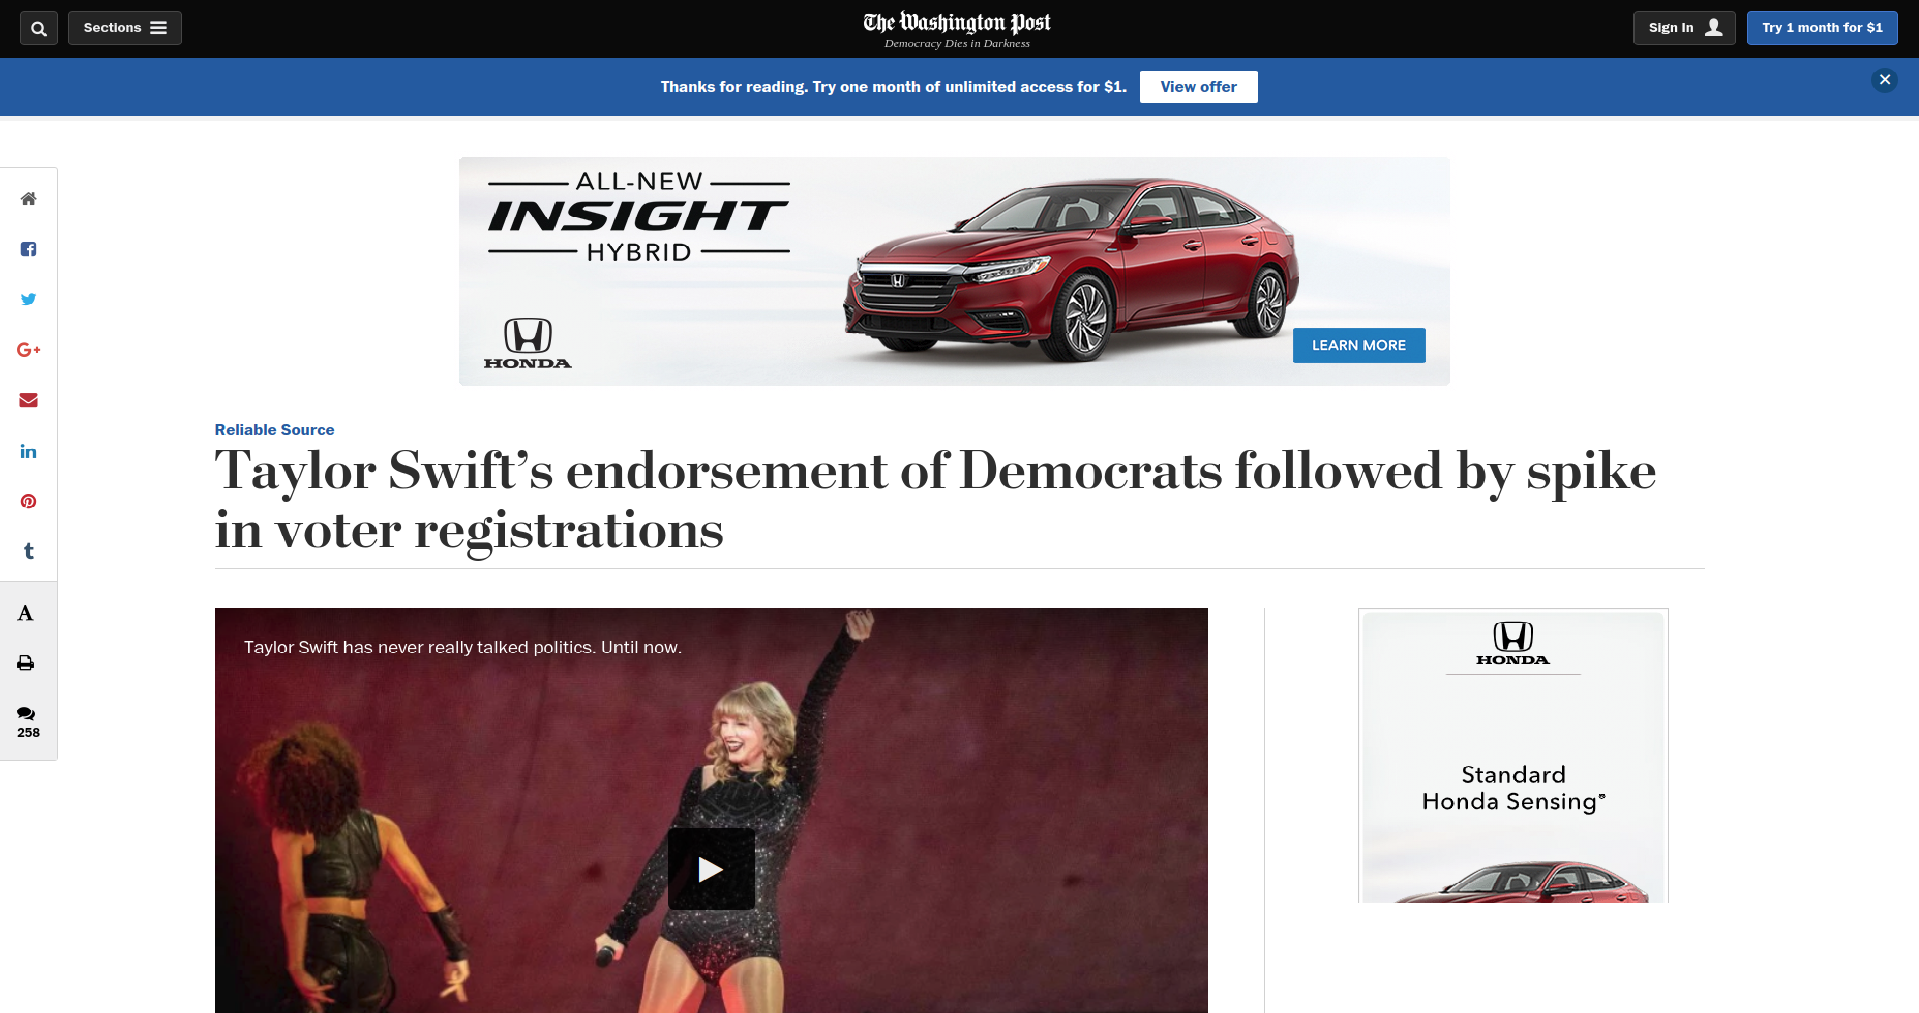 Sections
The Washington Post
Democracy Dies in Darkness
Sign In
Try 1 month for $1
Thanks for reading. Try one month of unlimited access for $1.
View offer
ALL-NEW
INSIGHT
HYBRID
HONDA
LEARN MORE
G+
in
t
A
258
Reliable Source
Taylor Swift’s endorsement of Democrats followed by spike
in voter registrations
Taylor Swift has never really talked politics. Until now.
HONDA
Standard
Honda Sensing®